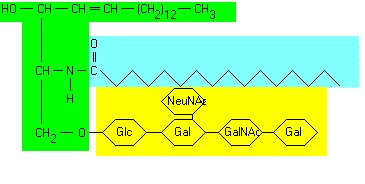 HO — CH — CH = CH — (CH₂)₁₂ — CH₃
O
CH — N — C
H
NeuNAc
CH₂ — O — Glc — Gal — GalNAc — Gal